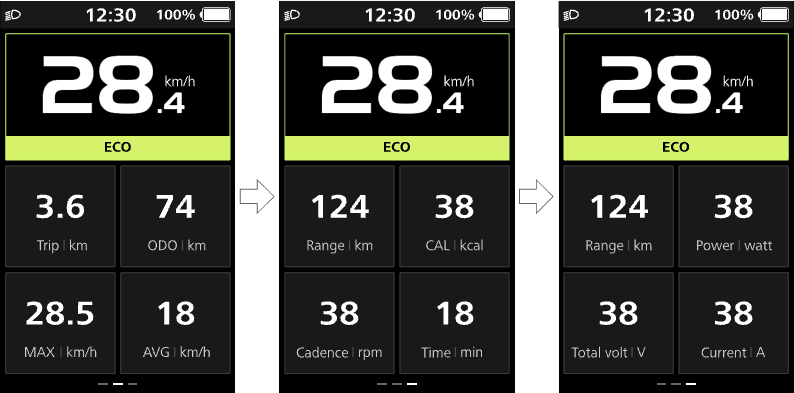 12:30 100%
28.4 km/h
ECO
3.6 74
Trip | km ODO | km
28.5 18
MAX | km/h AVG | km/h
12:30 100%
28.4 km/h
ECO
124 38
Range | km CAL | kcal
38 18
Cadence | rpm Time | min
12:30 100%
28.4 km/h
ECO
124 38
Range | km Power | watt
38 38
Total volt | V Current | A